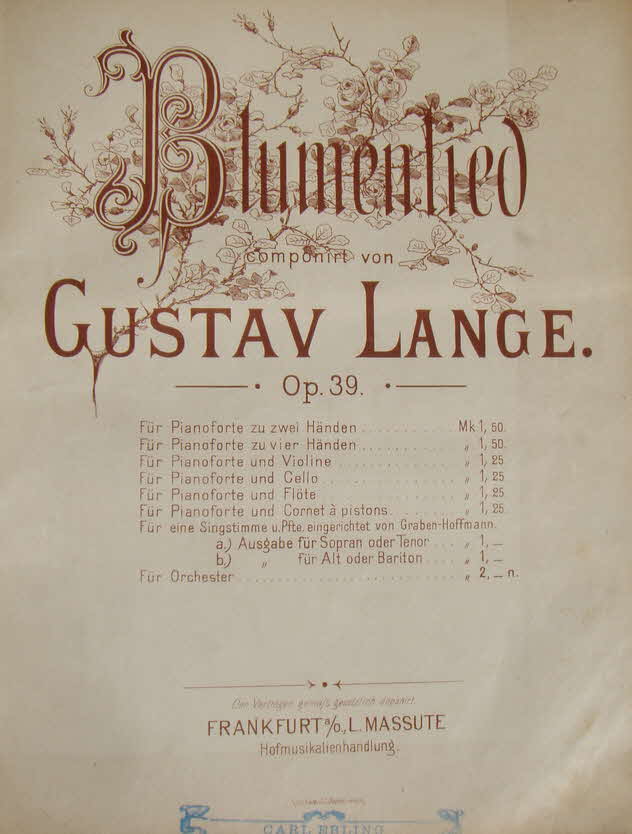 Blumenlied
componirt von
GUSTAV LANGE.
Op. 39.
Für Pianoforte zu zwei Händen . . . . . . . . . . Mk. 1, 50.
Für Pianoforte zu vier Händen . . . . . . . . . . „ 1, 50.
Für Pianoforte und Violine . . . . . . . . . . . . „ 1, 25
Für Pianoforte und Cello . . . . . . . . . . . . . „ 1, 25
Für Pianoforte und Flöte . . . . . . . . . . . . . „ 1, 25
Für Pianoforte und Cornet à pistons . . . . . . . „ 1, 25
Für eine Singstimme u. Pfte. eingerichtet von Graben-Hoffmann.
a.) Ausgabe für Sopran oder Tenor . . . . „ 1, —
b.) „ für Alt oder Bariton . . . . „ 1, —
Für Orchester . . . . . . . . . . . . . . . . . . . „ 2, — n.
Den Verträgen gemäß gesetzlich deponirt.
FRANKFURT a/O., L. MASSUTE
Hofmusikalienhandlung.
CARL EBLING